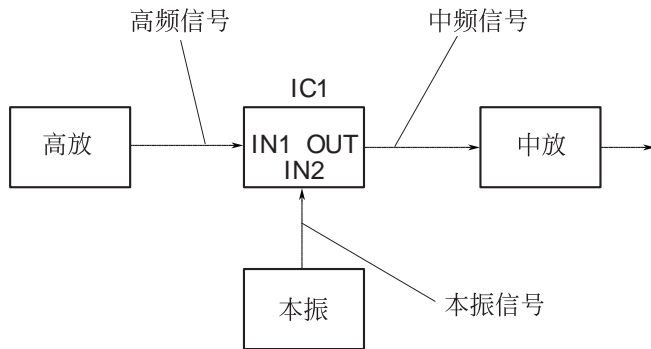 高频信号
中频信号
IC1
高放
IN1 OUT
IN2
中放
本振
本振信号